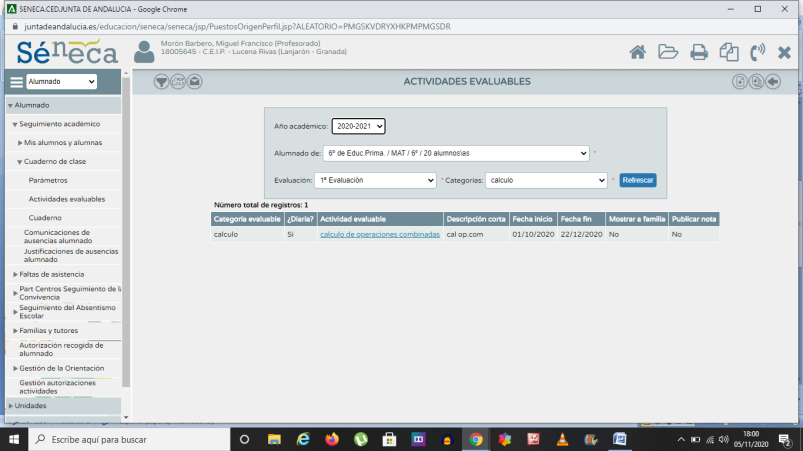 SENECA.CEDJUNTA DE ANDALUCIA - Google Chrome
juntadeandalucia.es/educacion/seneca/seneca/jsp/PuestosOrigenPerfil.jsp?ALEATORIO=PMGSKVDRYXHKPMPMGSDR
Séneca
Morón Barbero, Miguel Francisco (Profesorado)
18005645 - C.E.I.P. - Lucena Rivas (Lanjarón - Granada)
Alumnado
ACTIVIDADES EVALUABLES
Alumnado
Seguimiento académico
Mis alumnos y alumnas
Cuaderno de clase
Parámetros
Actividades evaluables
Cuaderno
Comunicaciones de
ausencias alumnado
Justificaciones de ausencias
alumnado
Faltas de asistencia
Part Centros Seguimiento de la
Convivencia
Seguimiento del Absentismo
Escolar
Familias y tutores
Autorización recogida de
alumnado
Gestión de la Orientación
Gestión autorizaciones
actividades
Unidades
Año académico: 2020-2021
Alumnado de: 6º de Educ.Prima. / MAT / 6º / 20 alumnos\as *
Evaluación: 1ª Evaluación * Categorías: calculo * Refrescar
Número total de registros: 1
Categoría evaluable ¿Diaria? Actividad evaluable Descripción corta Fecha inicio Fecha fin Mostrar a familia Publicar nota
calculo Si calculo de operaciones combinadas cal op.com 01/10/2020 22/12/2020 No No
Escribe aquí para buscar
18:00
05/11/2020
2